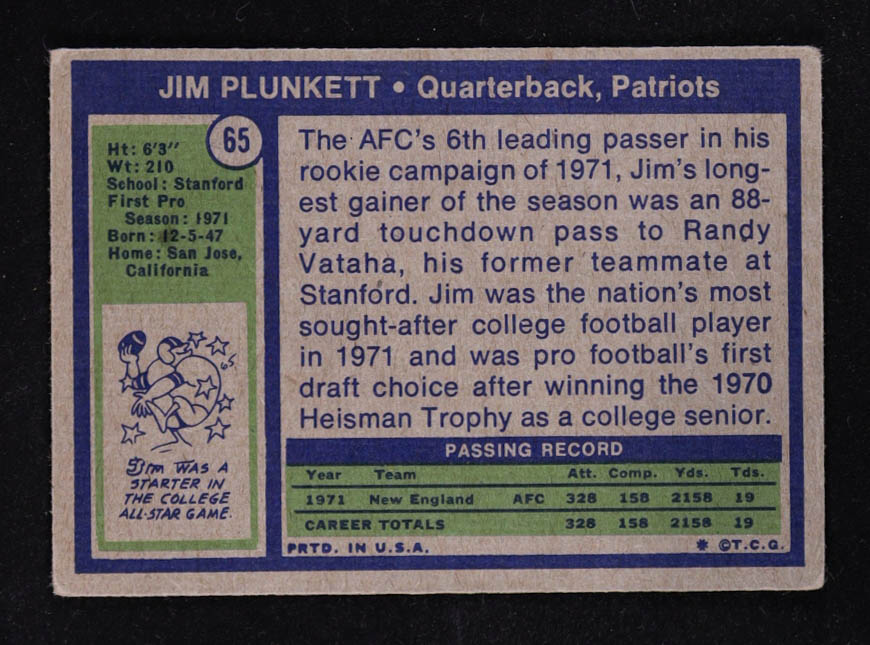 JIM PLUNKETT • Quarterback, Patriots
65
Ht: 6'3"
Wt: 210
School: Stanford
First Pro
Season: 1971
Born: 12-5-47
Home: San Jose,
California
JIM WAS A
STARTER IN
THE COLLEGE
ALL-STAR GAME.
The AFC's 6th leading passer in his
rookie campaign of 1971, Jim's long-
est gainer of the season was an 88-
yard touchdown pass to Randy
Vataha, his former teammate at
Stanford. Jim was the nation's most
sought-after college football player
in 1971 and was pro football's first
draft choice after winning the 1970
Heisman Trophy as a college senior.
PASSING RECORD
Year Team Att. Comp. Yds. Tds.
1971 New England AFC 328 158 2158 19
CAREER TOTALS 328 158 2158 19
PRTD. IN U.S.A. * ©T.C.G.